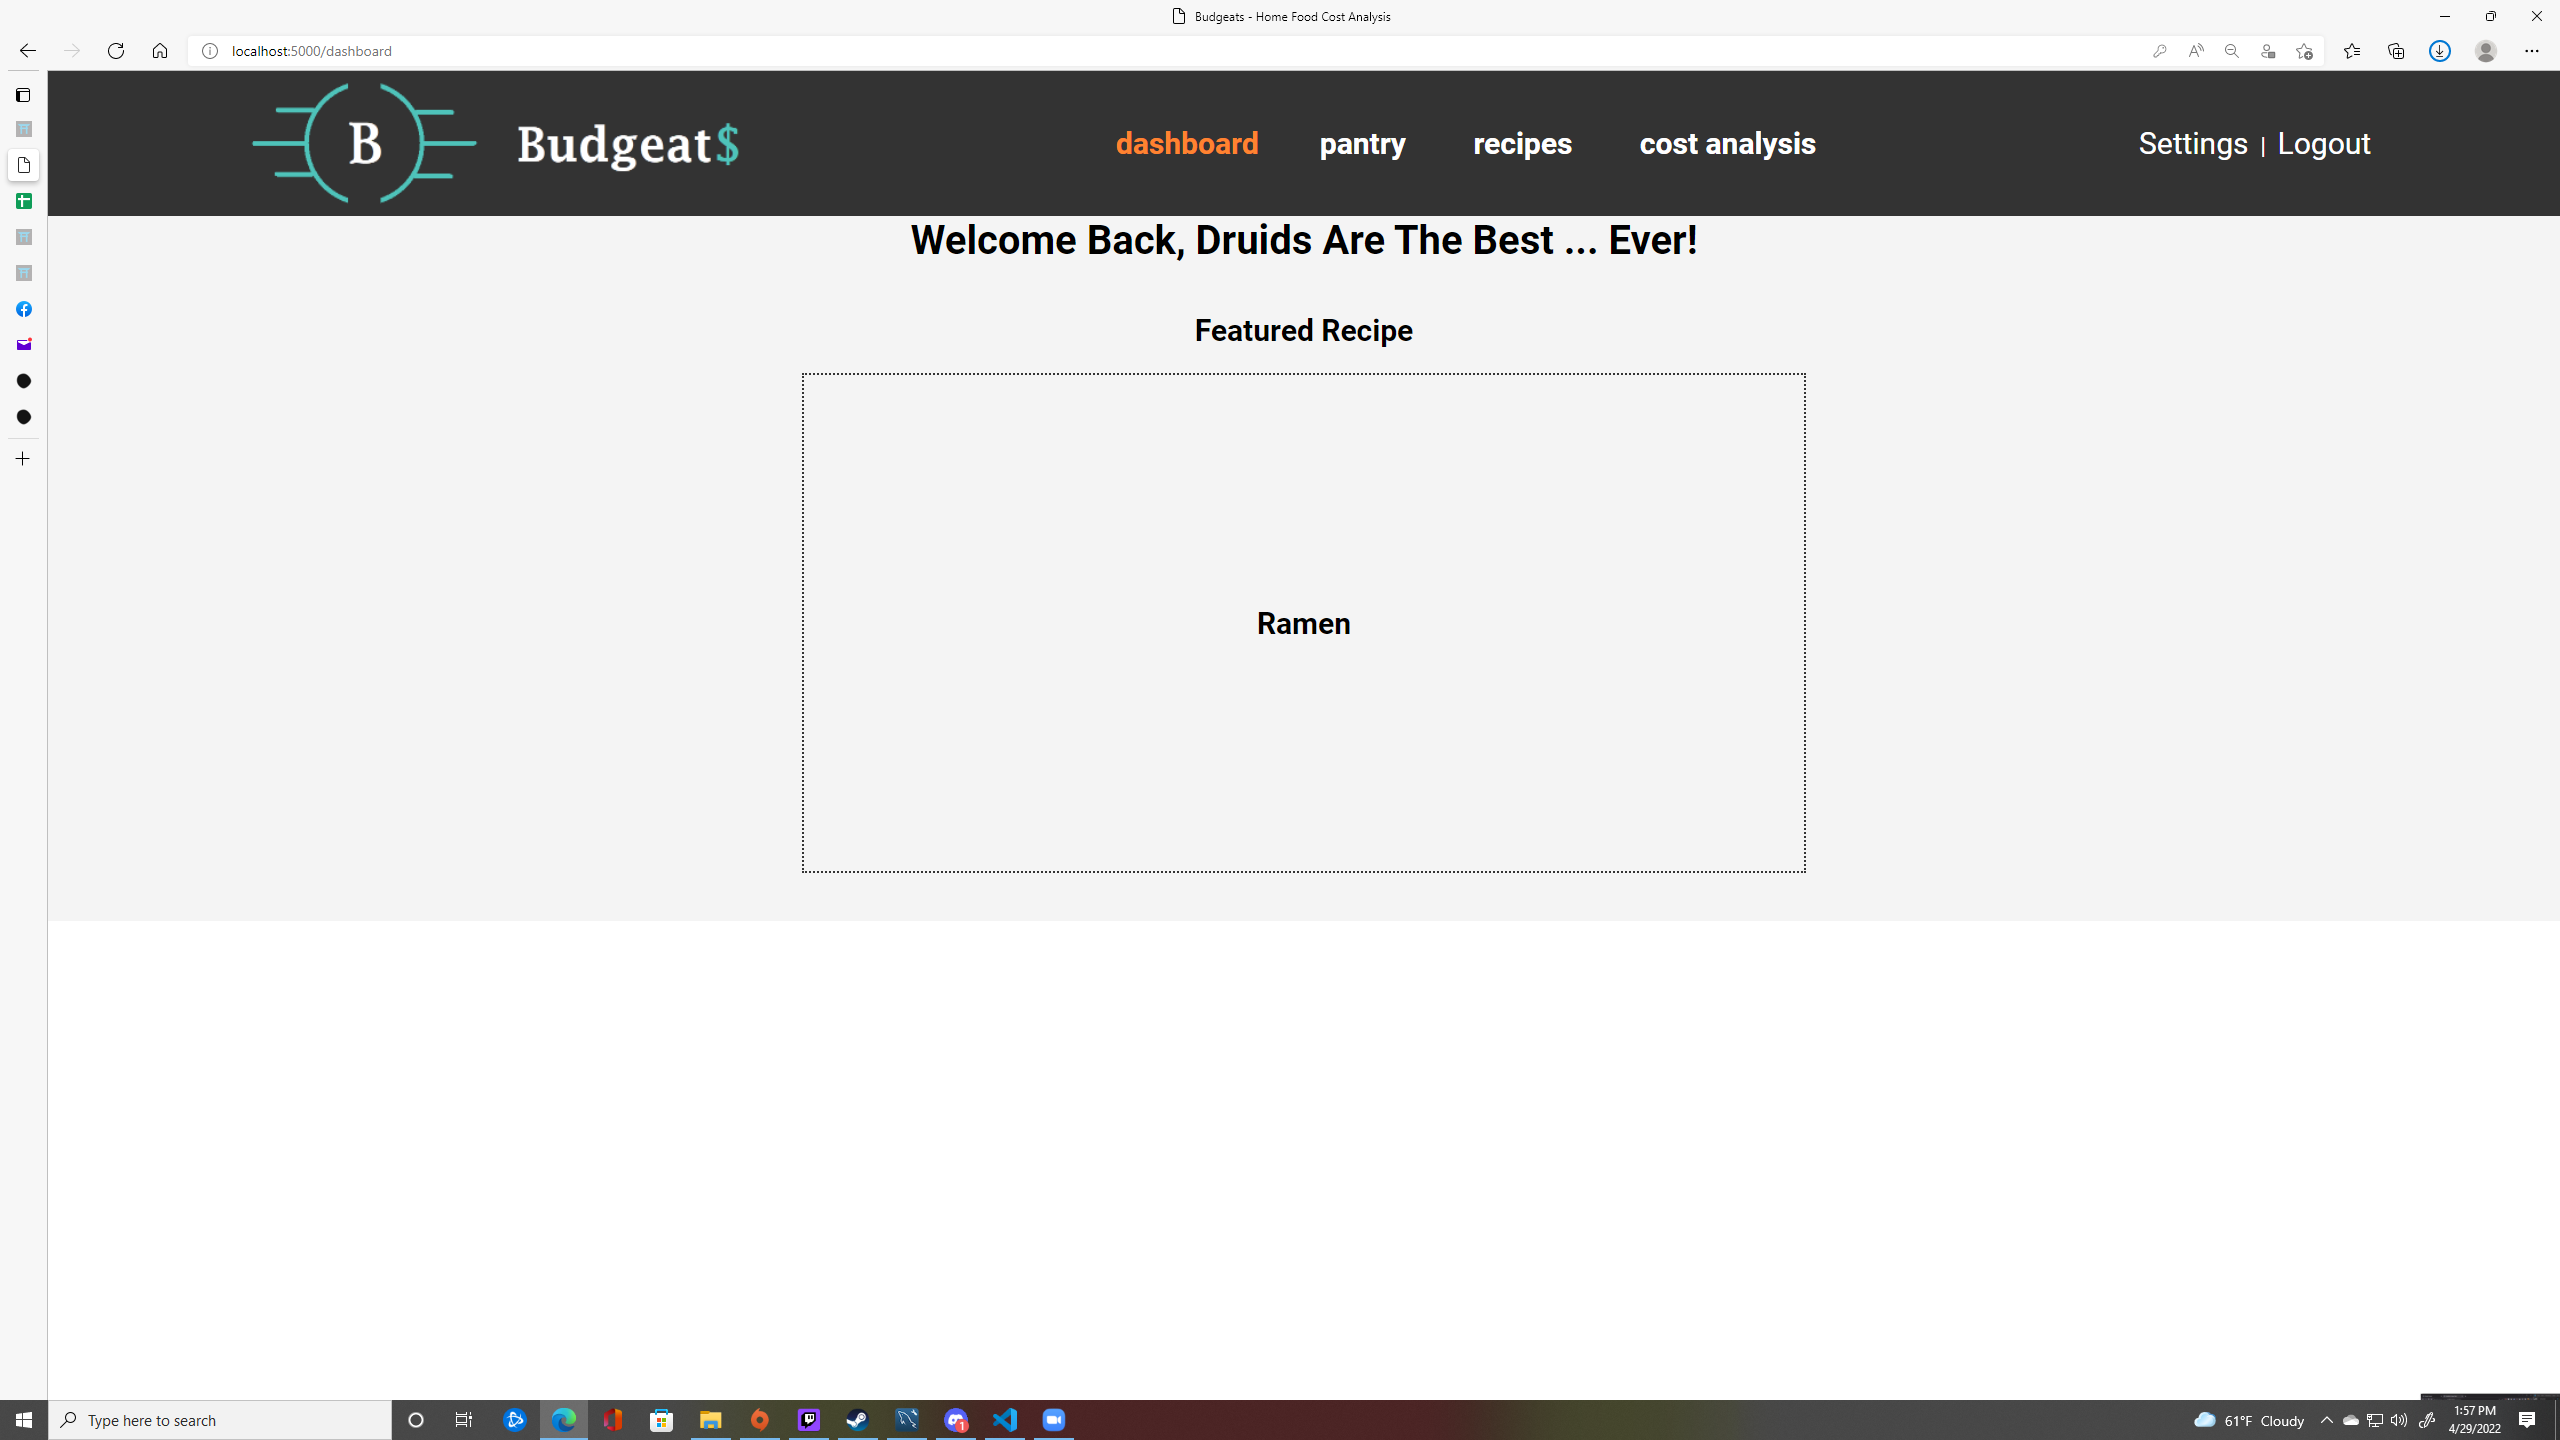 Budgeats - Home Food Cost Analysis
localhost:5000/dashboard
B
Budgeat$
dashboard
pantry
recipes
cost analysis
Settings | Logout
Welcome Back, Druids Are The Best ... Ever!
Featured Recipe
Ramen
Type here to search
1
61°F Cloudy
1:57 PM
4/29/2022